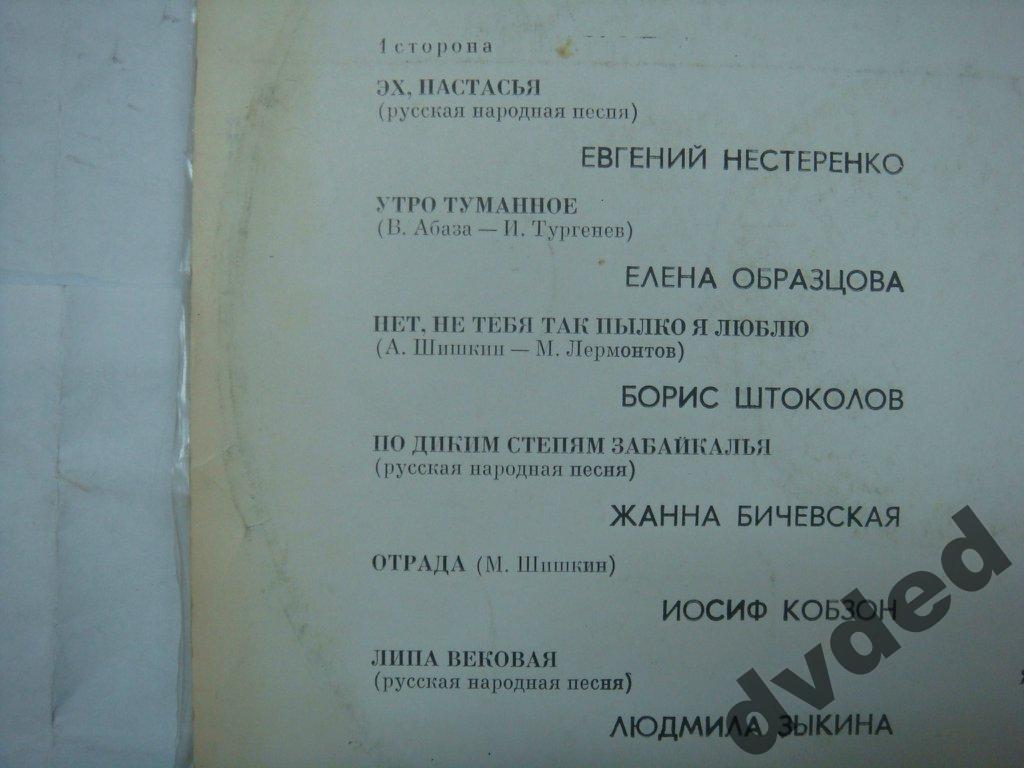 1 сторона
ЭХ, НАСТАСЬЯ
(русская народная песня)
ЕВГЕНИЙ НЕСТЕРЕНКО
УТРО ТУМАННОЕ
(В. Абаза — И. Тургенев)
ЕЛЕНА ОБРАЗЦОВА
НЕТ, НЕ ТЕБЯ ТАК ПЫЛКО Я ЛЮБЛЮ
(А. Шишкин — М. Лермонтов)
БОРИС ШТОКОЛОВ
ПО ДИКИМ СТЕПЯМ ЗАБАЙКАЛЬЯ
(русская народная песня)
ЖАННА БИЧЕВСКАЯ
ОТРАДА (М. Шишкин)
ИОСИФ КОБЗОН
ЛИПА ВЕКОВАЯ
(русская народная песня)
ЛЮДМИЛА ЗЫКИНА
dvded